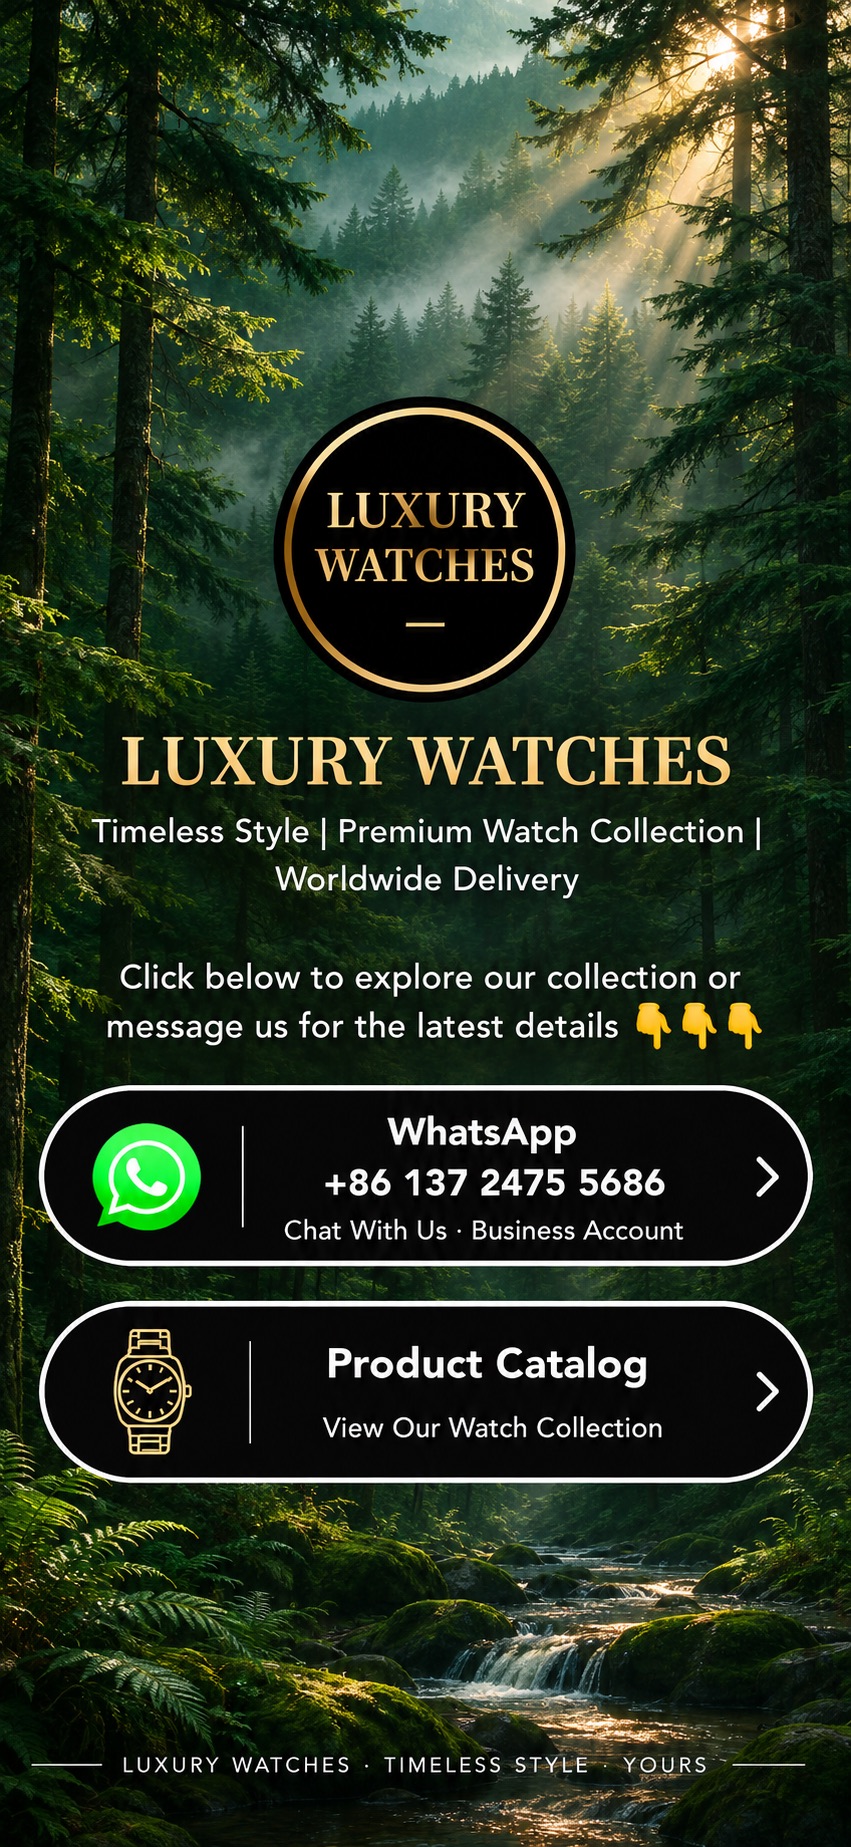 LUXURY
WATCHES
LUXURY WATCHES
Timeless Style | Premium Watch Collection |
Worldwide Delivery
Click below to explore our collection or
message us for the latest details 👇👇👇
WhatsApp
+86 137 2475 5686
Chat With Us · Business Account
Product Catalog
View Our Watch Collection
LUXURY WATCHES · TIMELESS STYLE · YOURS